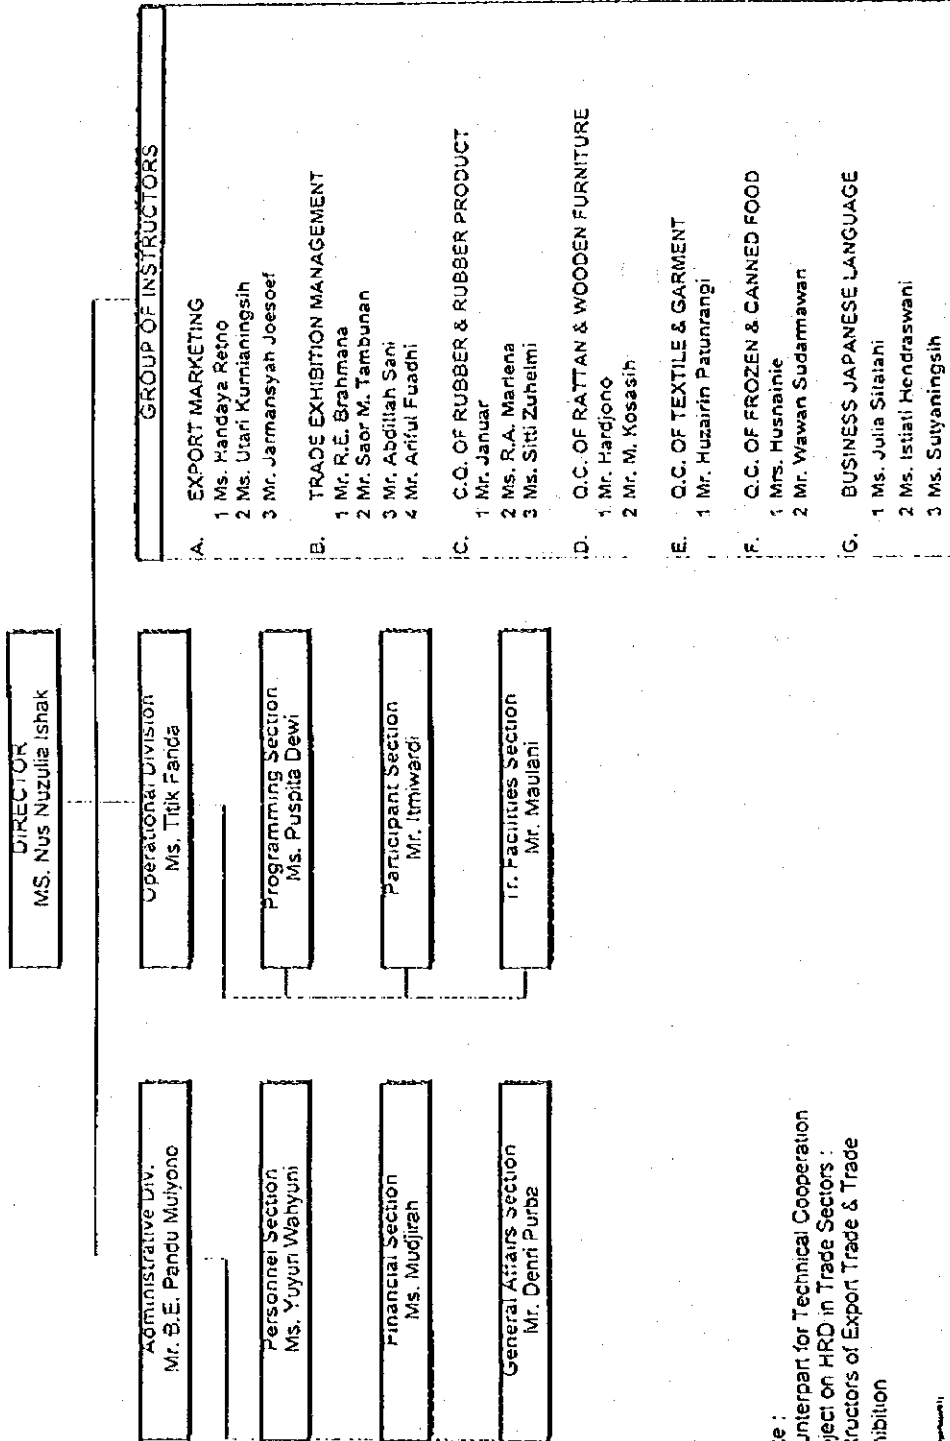 DIRECTOR
MS. Nus Nuzulia Ishak
Administrative Div.
Mr. B.E. Pandu Mulyono
Personnel Section
Ms. Yuyun Wahyuni
Financial Section
Ms. Mudjirah
General Affairs Section
Mr. Denri Purba
Operational Division
Ms. Titik Farida
Programming Section
Ms. Puspita Dewi
Participant Section
Mr. Itmiwardi
Tr. Facilities Section
Mr. Maulani
GROUP OF INSTRUCTORS
A. EXPORT MARKETING
1 Ms. Handaya Retno
2 Ms. Utari Kurnianingsih
3 Mr. Jarmansyah Joesoef
B. TRADE EXHIBITION MANAGEMENT
1 Mr. R.E. Brahmana
2 Mr. Saor M. Tambunan
3 Mr. Abdillah Sani
4 Mr. Ariful Fuadhi
C. C.Q. OF RUBBER & RUBBER PRODUCT
1 Mr. Januar
2 Ms. R.A. Marlena
3 Ms. Sitti Zuhelmi
D. Q.C. OF RATTAN & WOODEN FURNITURE
1. Mr. Hardjono
2 Mr. M. Kosasih
E. Q.C. OF TEXTILE & GARMENT
1 Mr. Huzairin Patunrangi
F. Q.C. OF FROZEN & CANNED FOOD
1 Mrs. Husnainie
2 Mr. Wawan Sudarmawan
G. BUSINESS JAPANESE LANGUAGE
1 Ms. Julia Silalahi
2 Ms. Istiati Hendraswani
3 Ms. Sulyaningsih
e :
unterpart for Technical Cooperation
ject on HRD in Trade Sectors :
tructors of Export Trade & Trade
hibition